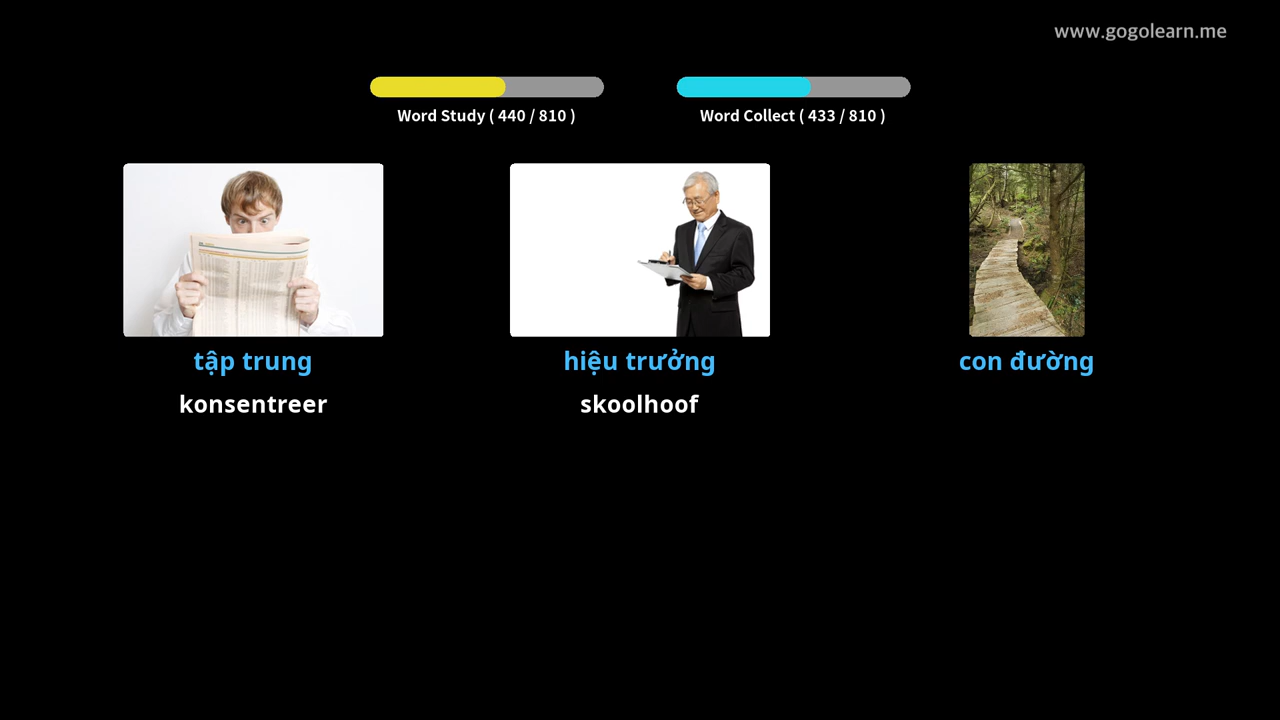 www.gogolearn.me
Word Study ( 440 / 810 )
Word Collect ( 433 / 810 )
tập trung
hiệu trưởng
con đường
konsentreer
skoolhoof